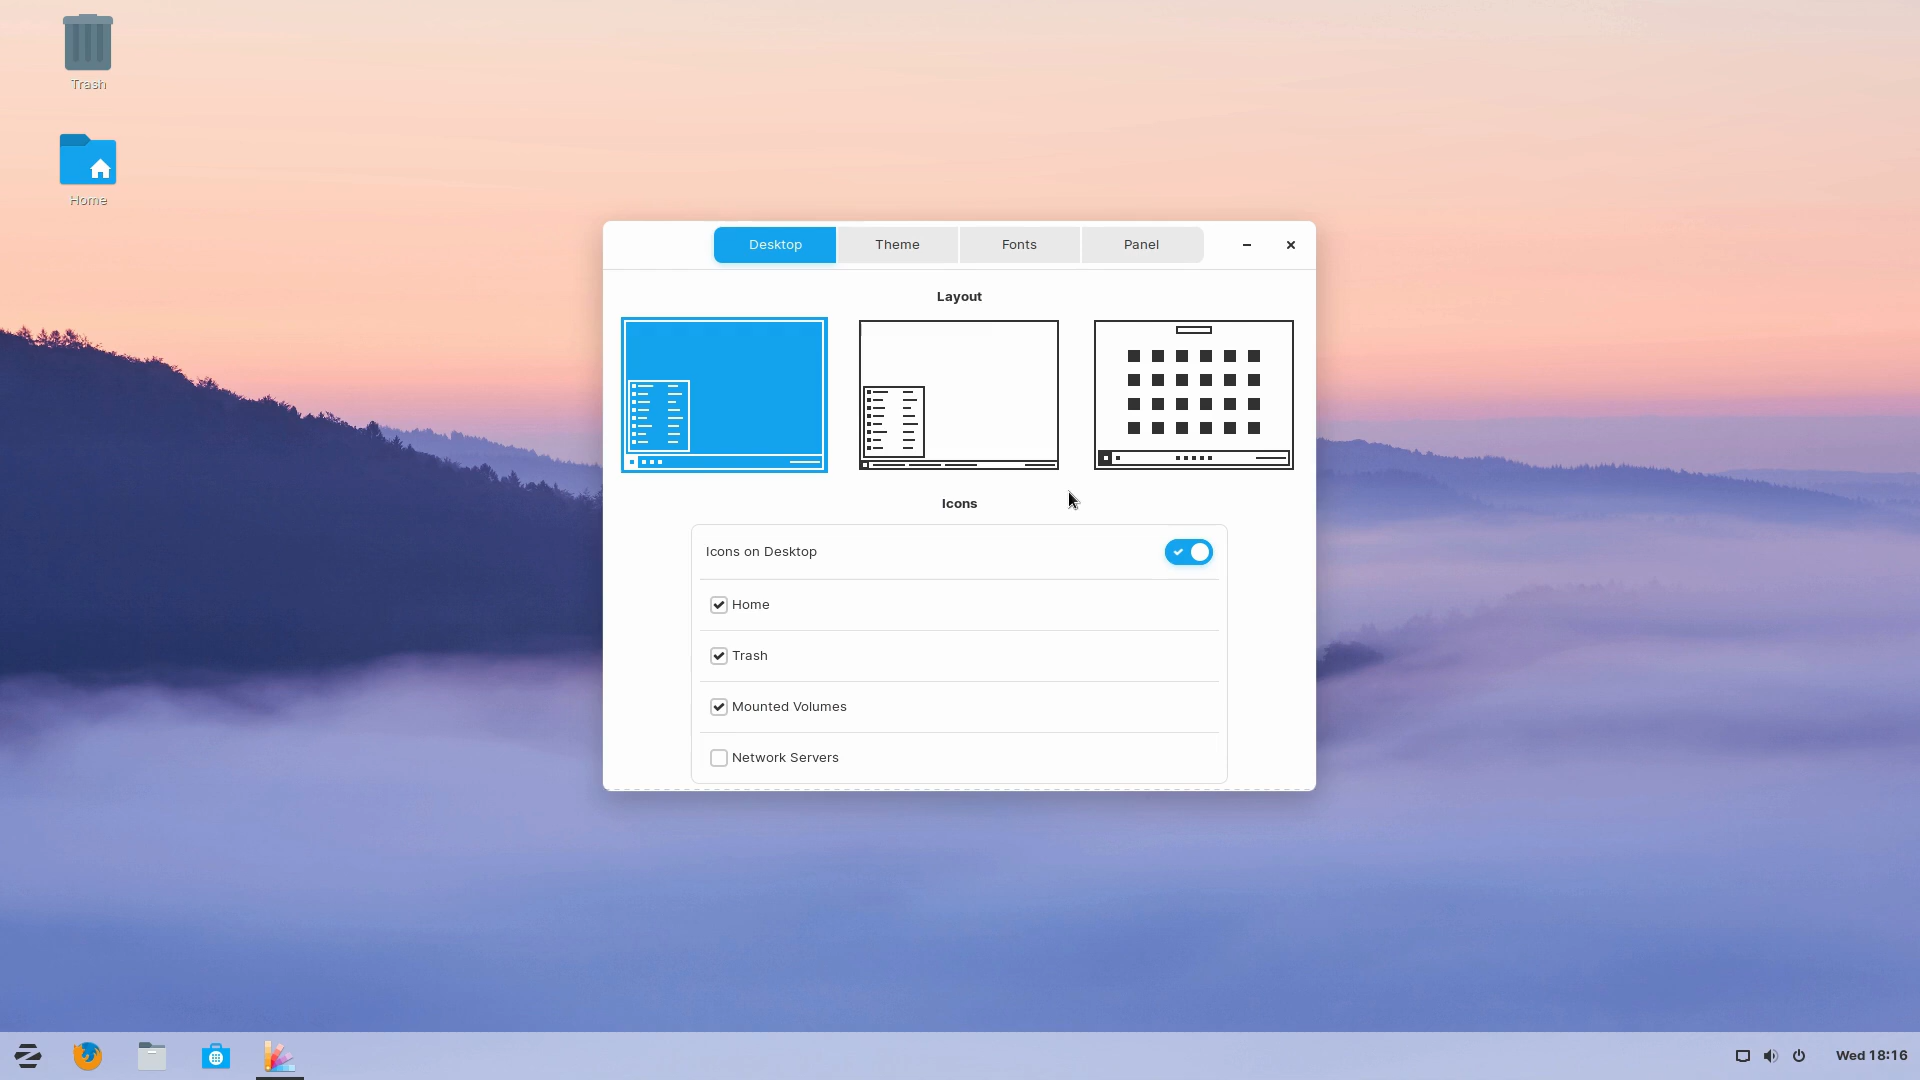 Trash
Home
Desktop
Theme
Fonts
Panel
Layout
Icons
Icons on Desktop
Home
Trash
Mounted Volumes
Network Servers
Wed 18:16